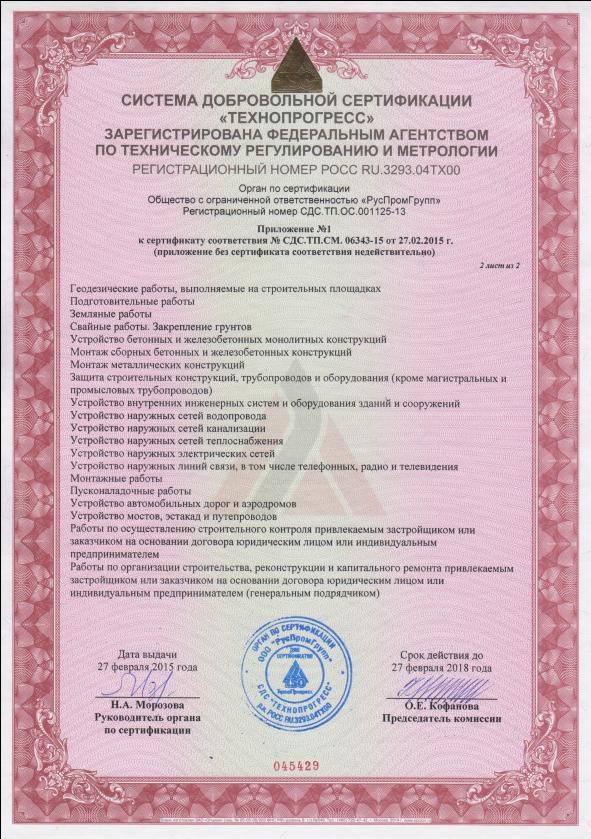 СИСТЕМА ДОБРОВОЛЬНОЙ СЕРТИФИКАЦИИ
«ТЕХНОПРОГРЕСС»
ЗАРЕГИСТРИРОВАНА ФЕДЕРАЛЬНЫМ АГЕНТСТВОМ
ПО ТЕХНИЧЕСКОМУ РЕГУЛИРОВАНИЮ И МЕТРОЛОГИИ
РЕГИСТРАЦИОННЫЙ НОМЕР РОСС RU.3293.04ТХ00
Орган по сертификации
Общество с ограниченной ответственностью «РусПромГрупп»
Регистрационный номер СДС.ТП.ОС.001125-13
Приложение №1
к сертификату соответствия № СДС.ТП.СМ. 06343-15 от 27.02.2015 г.
(приложение без сертификата соответствия недействительно)
2 лист из 2
Геодезические работы, выполняемые на строительных площадках
Подготовительные работы
Земляные работы
Свайные работы. Закрепление грунтов
Устройство бетонных и железобетонных монолитных конструкций
Монтаж сборных бетонных и железобетонных конструкций
Монтаж металлических конструкций
Защита строительных конструкций, трубопроводов и оборудования (кроме магистральных и
промысловых трубопроводов)
Устройство внутренних инженерных систем и оборудования зданий и сооружений
Устройство наружных сетей водопровода
Устройство наружных сетей канализации
Устройство наружных сетей теплоснабжения
Устройство наружных электрических сетей
Устройство наружных линий связи, в том числе телефонных, радио и телевидения
Монтажные работы
Пусконаладочные работы
Устройство автомобильных дорог и аэродромов
Устройство мостов, эстакад и путепроводов
Работы по осуществлению строительного контроля привлекаемым застройщиком или
заказчиком на основании договора юридическим лицом или индивидуальным
предпринимателем
Работы по организации строительства, реконструкции и капитального ремонта привлекаемым
застройщиком или заказчиком на основании договора юридическим лицом или
индивидуальным предпринимателем (генеральным подрядчиком)
ОРГАН ПО СЕРТИФИКАЦИИ
ООО "РусПромГрупп"
ДЛЯ
СЕРТИФИКАТОВ
ТехноПрогресс
СДС "ТЕХНОПРОГРЕСС"
р.н. РОСС RU.3293.04ТХ00
Дата выдачи
27 февраля 2015 года
Н.А. Морозова
Руководитель органа
по сертификации
Срок действия до
27 февраля 2018 года
О.Е. Кофанова
Председатель комиссии
045429